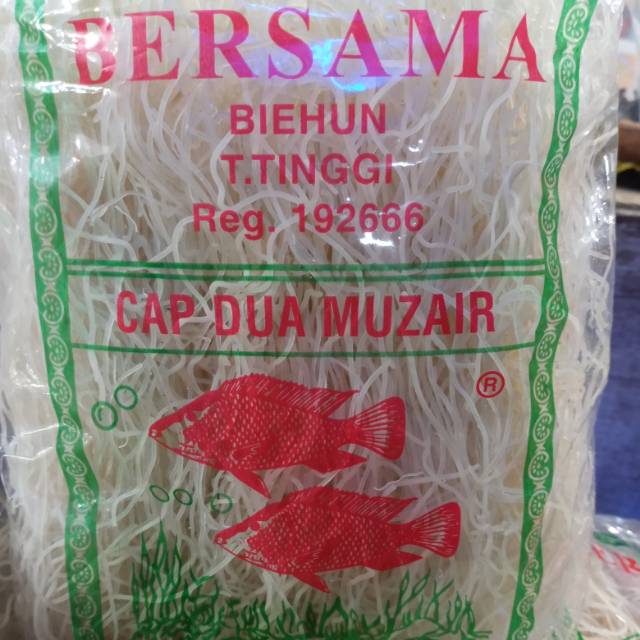 BERSAMA
BIEHUN
T.TINGGI
Reg. 192666
CAP DUA MUZAIR
®